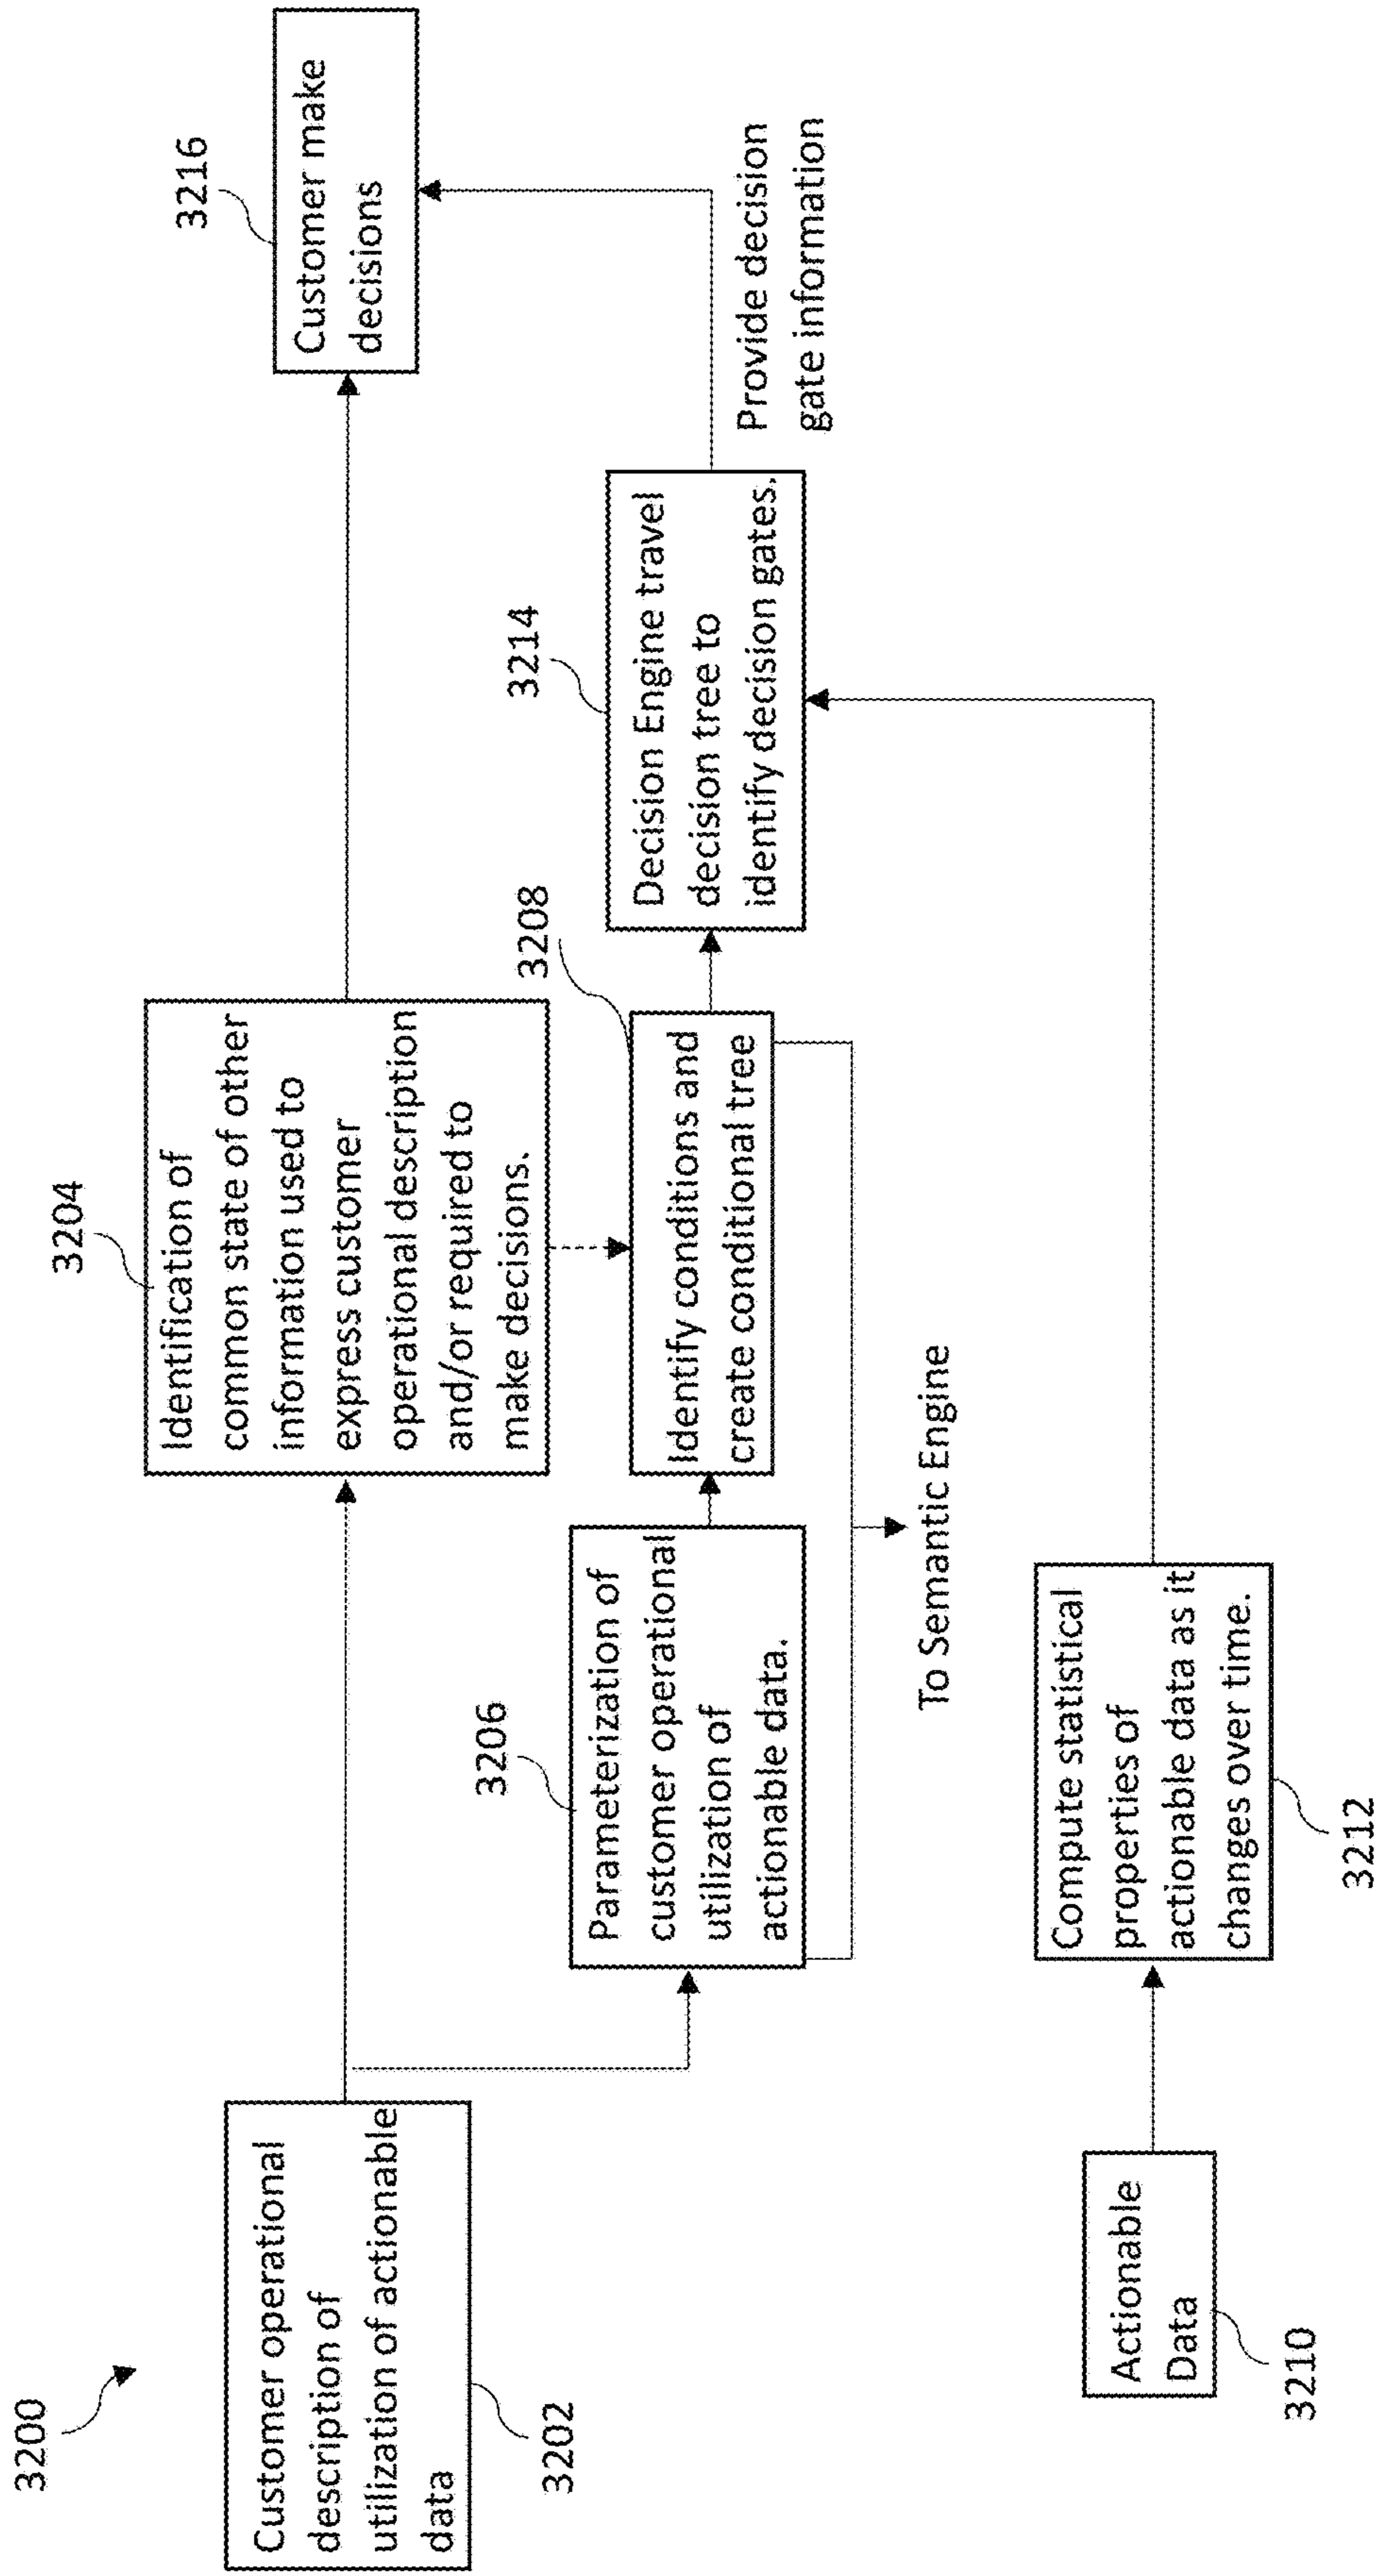 3200
Customer operational
description of
utilization of actionable
data
3202
3204
Identification of
common state of other
information used to
express customer
operational description
and/or required to
make decisions.
3216
Customer make
decisions
3206
Parameterization of
customer operational
utilization of
actionable data.
3208
Identify conditions and
create conditional tree
3214
Decision Engine travel
decision tree to
identify decision gates.
Provide decision
gate information
To Semantic Engine
Actionable
Data
3210
Compute statistical
properties of
actionable data as it
changes over time.
3212